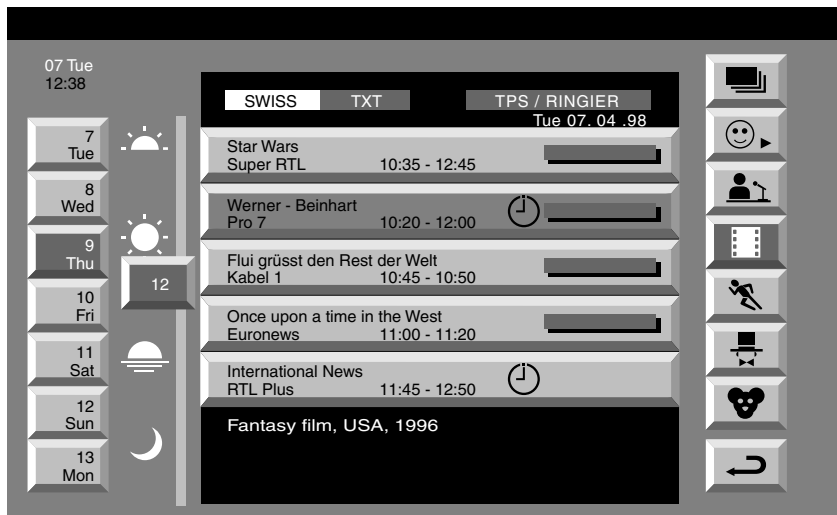 07 Tue
12:38
SWISS TXT TPS / RINGIER
Tue 07. 04 .98
7
Tue
8
Wed
9
Thu
10
Fri
11
Sat
12
Sun
13
Mon
12
Star Wars
Super RTL 10:35 - 12:45
Werner - Beinhart
Pro 7 10:20 - 12:00
Flui grüsst den Rest der Welt
Kabel 1 10:45 - 10:50
Once upon a time in the West
Euronews 11:00 - 11:20
International News
RTL Plus 11:45 - 12:50
Fantasy film, USA, 1996